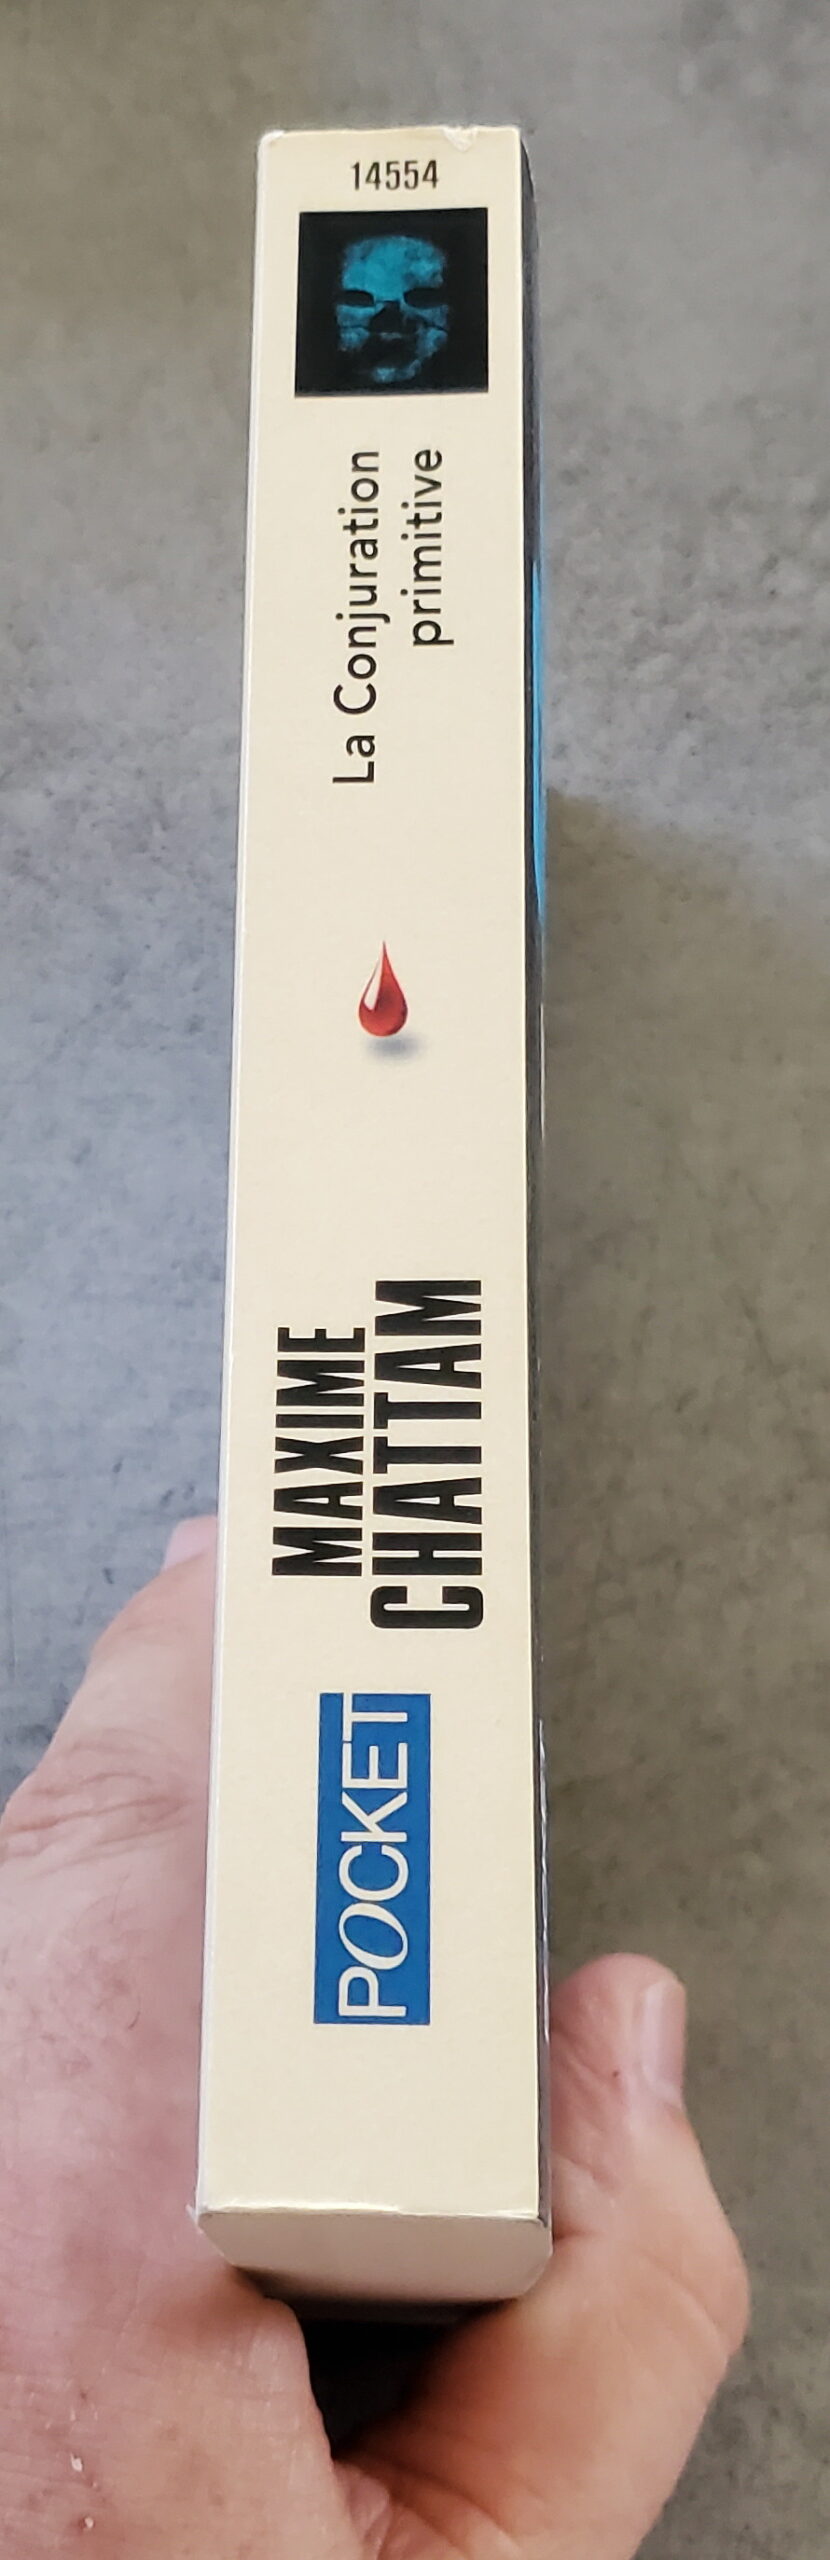 14554
La Conjuration
primitive
MAXIME
CHATTAM
POCKET